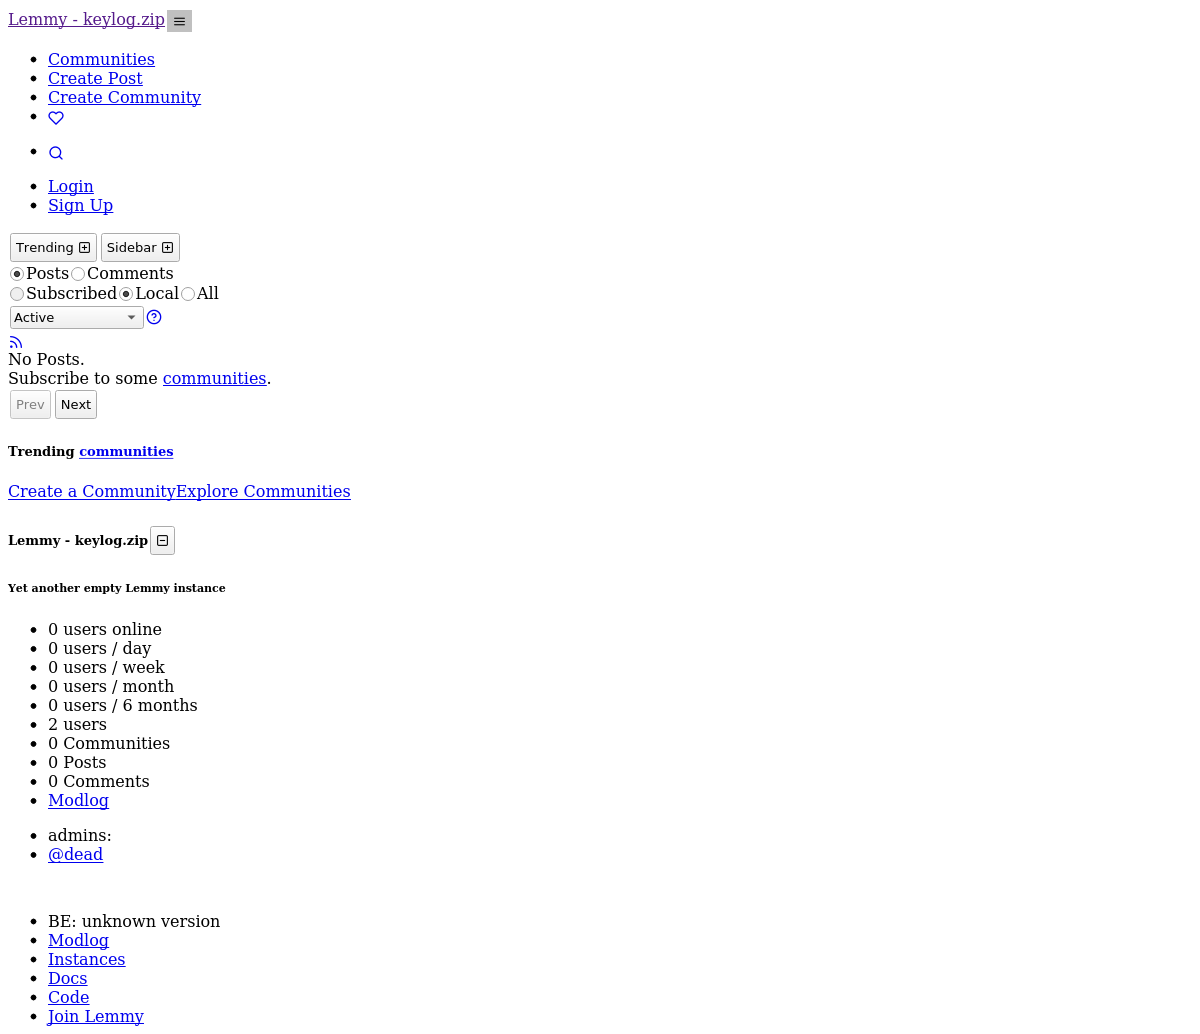 Lemmy - keylog.zip
Communities
Create Post
Create Community
Login
Sign Up
Trending Sidebar
Posts Comments
Subscribed Local All
Active
No Posts.
Subscribe to some communities.
Prev Next
Trending communities
Create a CommunityExplore Communities
Lemmy - keylog.zip
Yet another empty Lemmy instance
0 users online
0 users / day
0 users / week
0 users / month
0 users / 6 months
2 users
0 Communities
0 Posts
0 Comments
Modlog
admins:
@dead
BE: unknown version
Modlog
Instances
Docs
Code
Join Lemmy